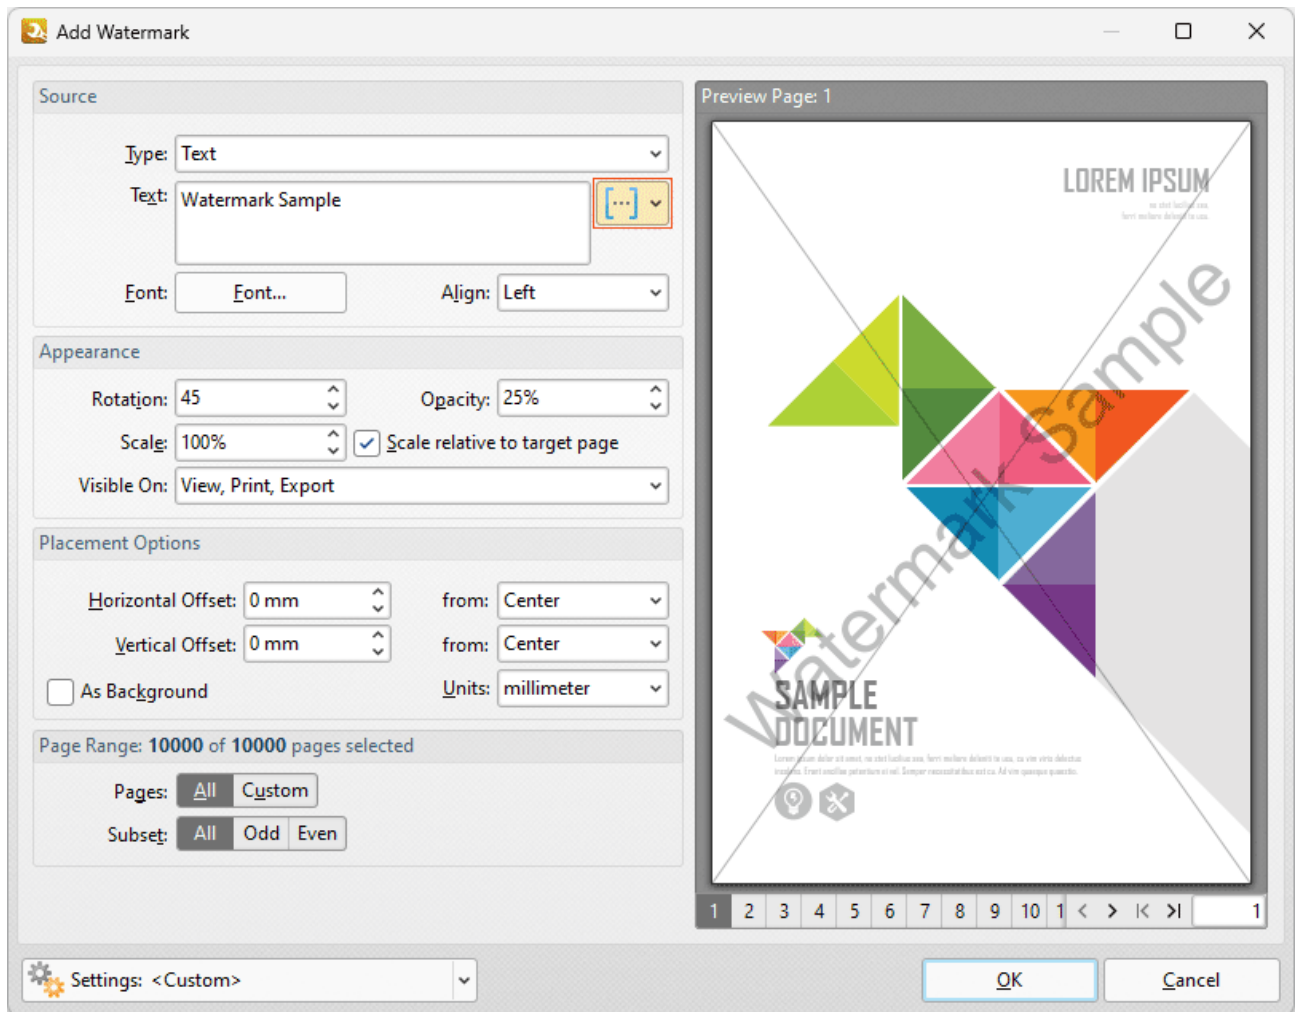 Add Watermark
Source
Type: Text
Text: Watermark Sample
[...]
Font: Font... Align: Left
Appearance
Rotation: 45 Opacity: 25%
Scale: 100% Scale relative to target page
Visible On: View, Print, Export
Placement Options
Horizontal Offset: 0 mm from: Center
Vertical Offset: 0 mm from: Center
As Background Units: millimeter
Page Range: 10000 of 10000 pages selected
Pages: All Custom
Subset: All Odd Even
Preview Page: 1
LOREM IPSUM
Watermark Sample
SAMPLE
DOCUMENT
1 2 3 4 5 6 7 8 9 10 1 < > |< >| 1
Settings: <Custom>
OK Cancel